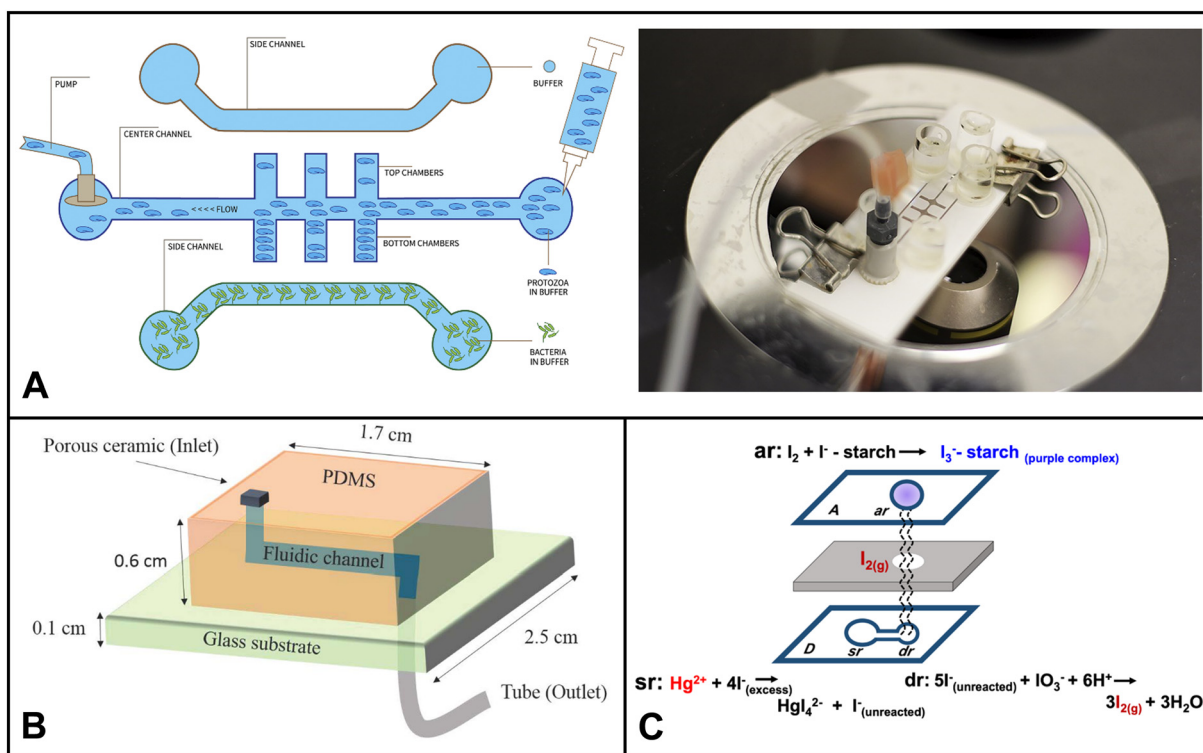 SIDE CHANNEL
BUFFER
PUMP
CENTER CHANNEL
TOP CHAMBERS
<<<<FLOW
SIDE CHANNEL
BOTTOM CHAMBERS
PROTOZOA
IN BUFFER
BACTERIA
IN BUFFER
A
Porous ceramic (Inlet)
1.7 cm
PDMS
Fluidic channel
0.6 cm
0.1 cm
Glass substrate
2.5 cm
Tube (Outlet)
B
ar: I₂ + I⁻ - starch → I₃⁻- starch (purple complex)
A
ar
I₂(g)
D
sr
dr
sr: Hg²⁺ + 4I⁻(excess) →
HgI₄²⁻ + I⁻(unreacted)
dr: 5I⁻(unreacted) + IO₃⁻ + 6H⁺ →
3I₂(g) + 3H₂O
C